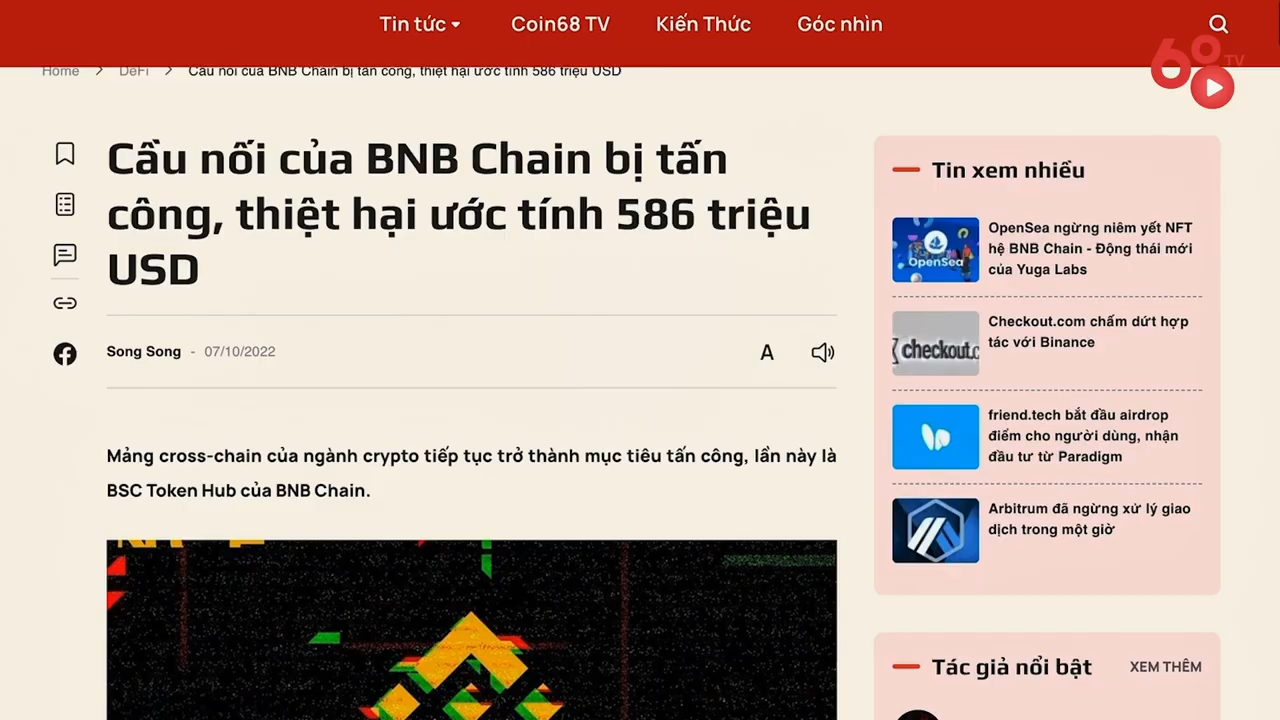 Tin tức
Coin68 TV
Kiến Thức
Góc nhìn
68 TV
Home > DeFi > Cầu nối của BNB Chain bị tấn công, thiệt hại ước tính 586 triệu USD
Cầu nối của BNB Chain bị tấn
công, thiệt hại ước tính 586 triệu
USD
Song Song - 07/10/2022
A
Mảng cross-chain của ngành crypto tiếp tục trở thành mục tiêu tấn công, lần này là
BSC Token Hub của BNB Chain.
Tin xem nhiều
OpenSea
OpenSea ngừng niêm yết NFT
hệ BNB Chain - Động thái mới
của Yuga Labs
checkout.c
Checkout.com chấm dứt hợp
tác với Binance
friend.tech bắt đầu airdrop
điểm cho người dùng, nhận
đầu tư từ Paradigm
Arbitrum đã ngừng xử lý giao
dịch trong một giờ
Tác giả nổi bật
XEM THÊM